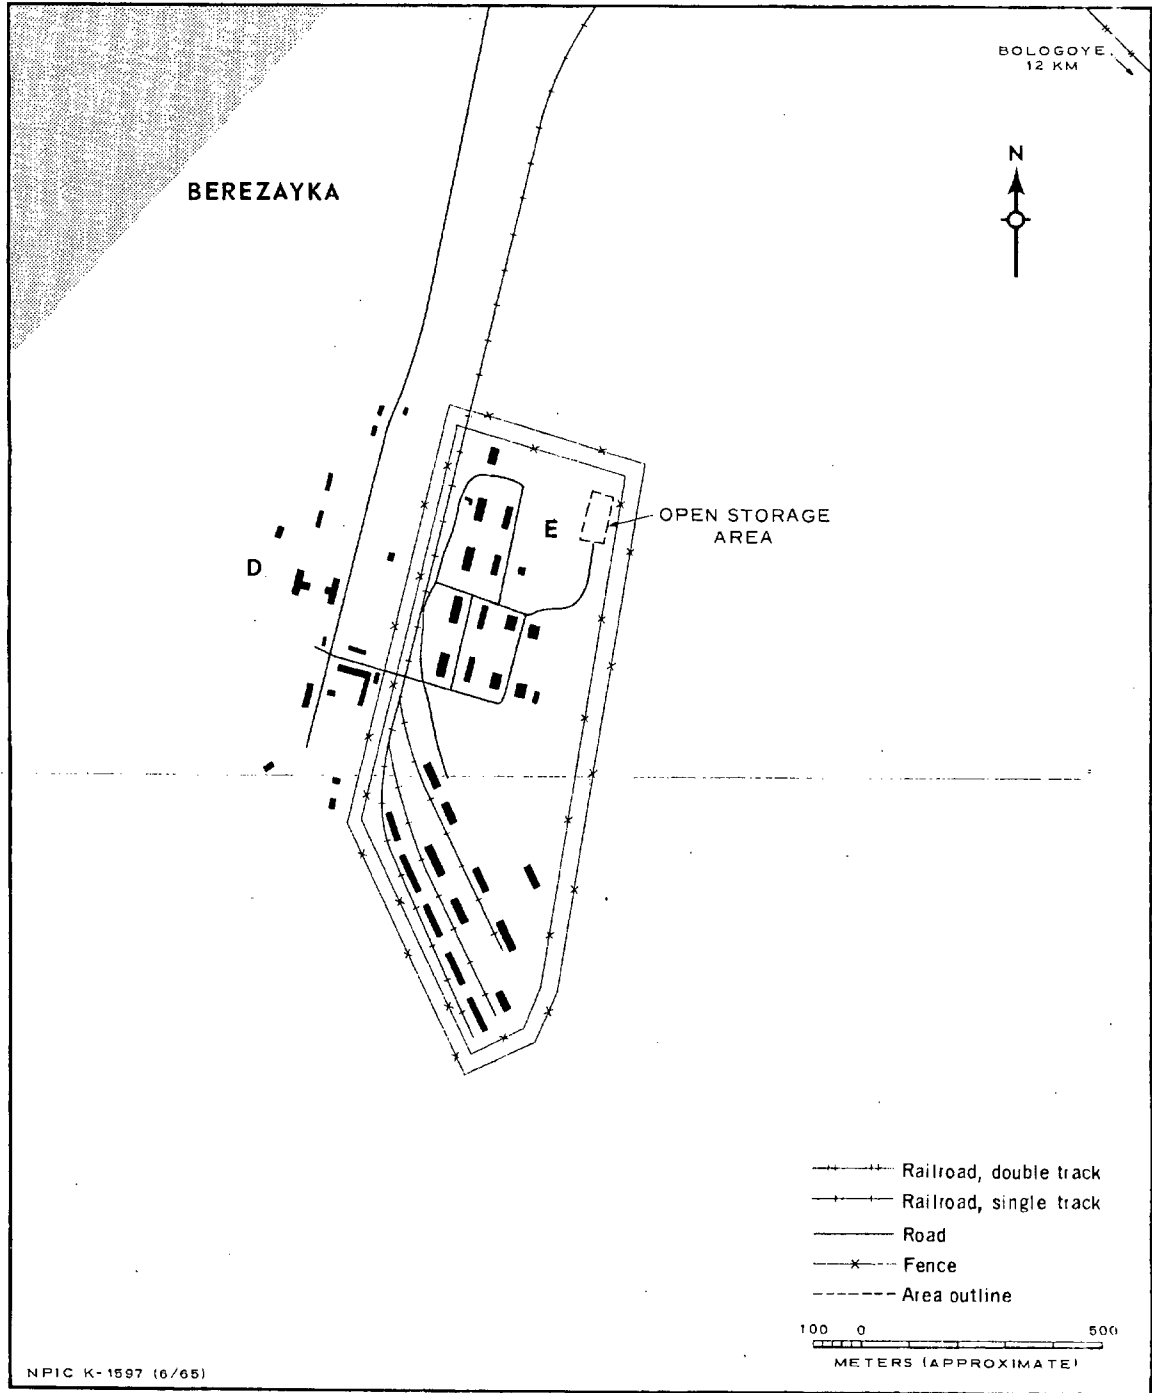 BOLOGOYE
12 KM
N
BEREZAYKA
E
OPEN STORAGE
AREA
D
Railroad, double track
Railroad, single track
Road
Fence
Area outline
100 0 500
METERS (APPROXIMATE)
NPIC K-1597 (6/65)